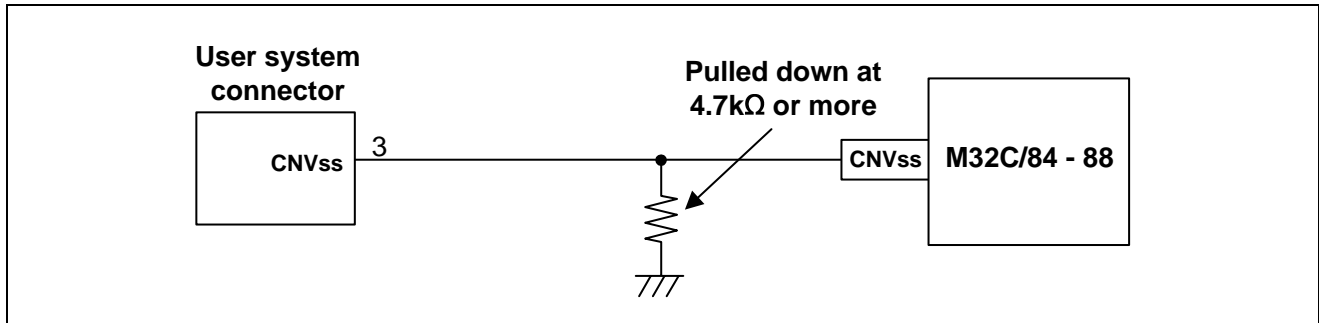 User system
connector
CNVss
3
Pulled down at
4.7kΩ or more
CNVss
M32C/84 - 88